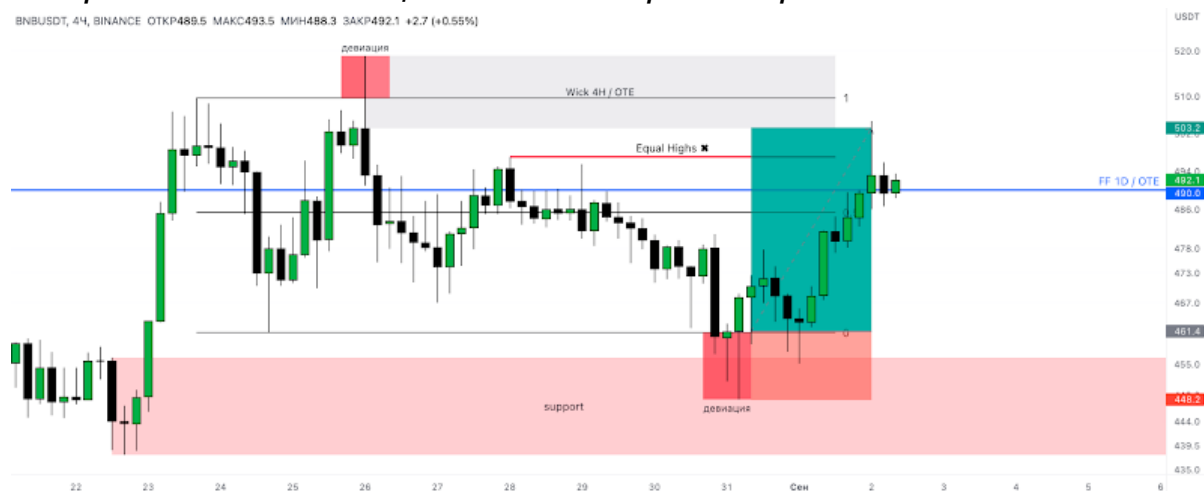 BNBUSDT, 4Ч, BINANCE ОТКР489.5 МАКС493.5 МИН488.3 ЗАКР492.1 +2.7 (+0.55%)
USDT
девиация
520.0
Wick 4H / OTE
1
510.0
503.2
Equal Highs ✖
494.0
FF 1D / OTE
492.1
490.0
486.0
478.0
473.0
467.0
0
461.4
455.0
support
девиация
448.2
444.0
439.5
435.0
22 23 24 25 26 27 28 29 30 31 Сен 2 3 4 5 6